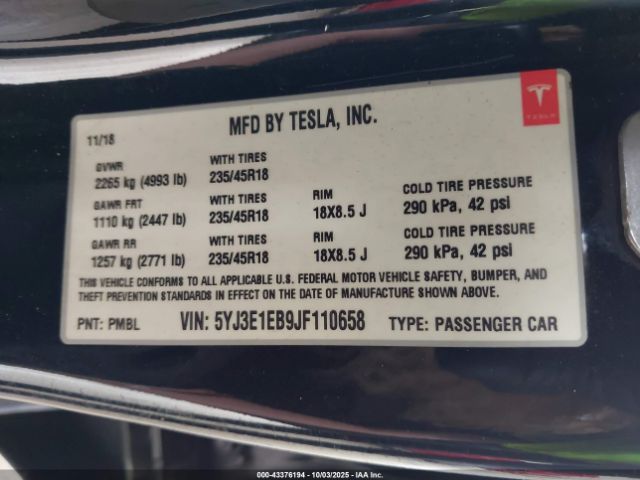 MFD BY TESLA, INC.
TESLA
11/18
GVWR WITH TIRES
2265 kg (4993 lb) 235/45R18
GAWR FRT WITH TIRES RIM COLD TIRE PRESSURE
1110 kg (2447 lb) 235/45R18 18X8.5 J 290 kPa, 42 psi
GAWR RR WITH TIRES RIM COLD TIRE PRESSURE
1257 kg (2771 lb) 235/45R18 18X8.5 J 290 kPa, 42 psi
THIS VEHICLE CONFORMS TO ALL APPLICABLE U.S. FEDERAL MOTOR VEHICLE SAFETY, BUMPER, AND
THEFT PREVENTION STANDARDS IN EFFECT ON THE DATE OF MANUFACTURE SHOWN ABOVE.
PNT: PMBL VIN: 5YJ3E1EB9JF110658 TYPE: PASSENGER CAR
000-43376194 - 10/03/2025 - IAA Inc.